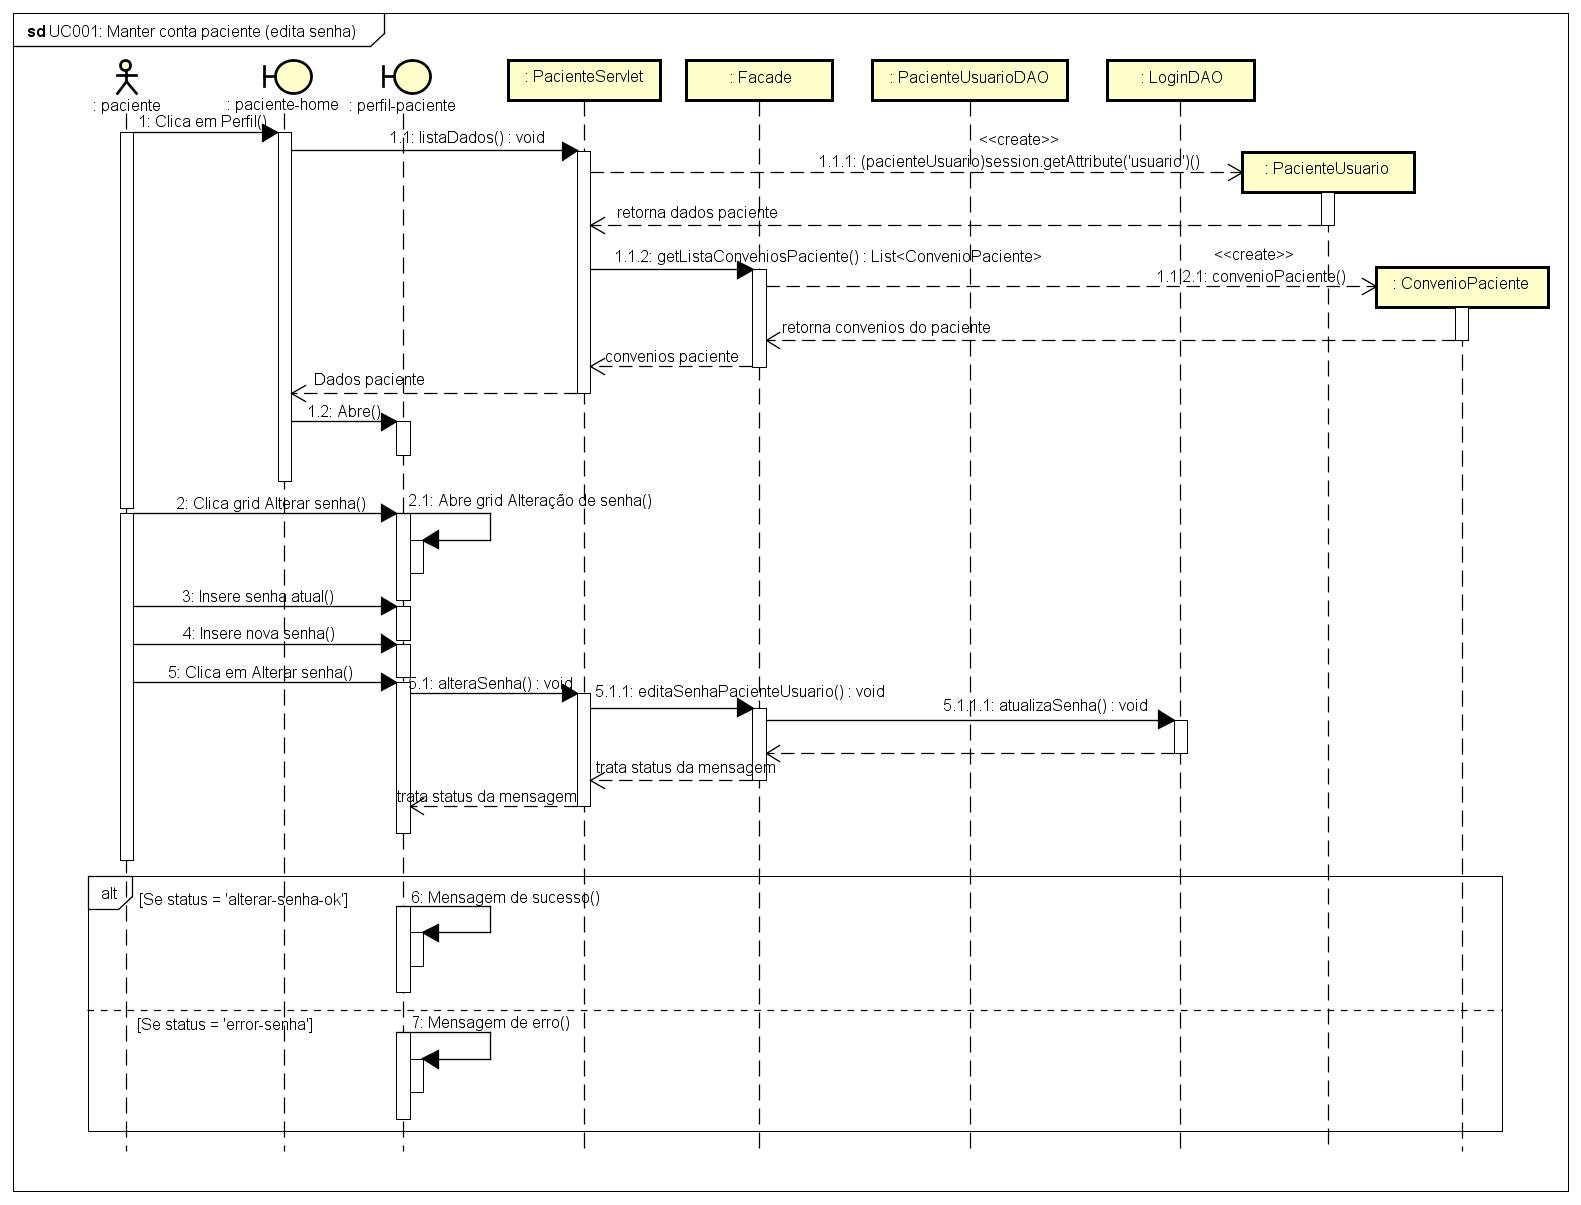 sd UC001: Manter conta paciente (edita senha)
: paciente
: paciente-home
: perfil-paciente
: PacienteServlet
: Facade
: PacienteUsuarioDAO
: LoginDAO
1: Clica em Perfil()
1.1: listaDados() : void
<<create>>
1.1.1: (pacienteUsuario)session.getAttribute('usuario')()
: PacienteUsuario
retorna dados paciente
1.1.2: getListaConveniosPaciente() : List<ConvenioPaciente>
<<create>>
1.1.2.1: convenioPaciente()
: ConvenioPaciente
retorna convenios do paciente
convenios paciente
Dados paciente
1.2: Abre()
2: Clica grid Alterar senha()
2.1: Abre grid Alteração de senha()
3: Insere senha atual()
4: Insere nova senha()
5: Clica em Alterar senha()
5.1: alteraSenha() : void
5.1.1: editaSenhaPacienteUsuario() : void
5.1.1.1: atualizaSenha() : void
trata status da mensagem
trata status da mensagem
alt
[Se status = 'alterar-senha-ok']
6: Mensagem de sucesso()
[Se status = 'error-senha']
7: Mensagem de erro()